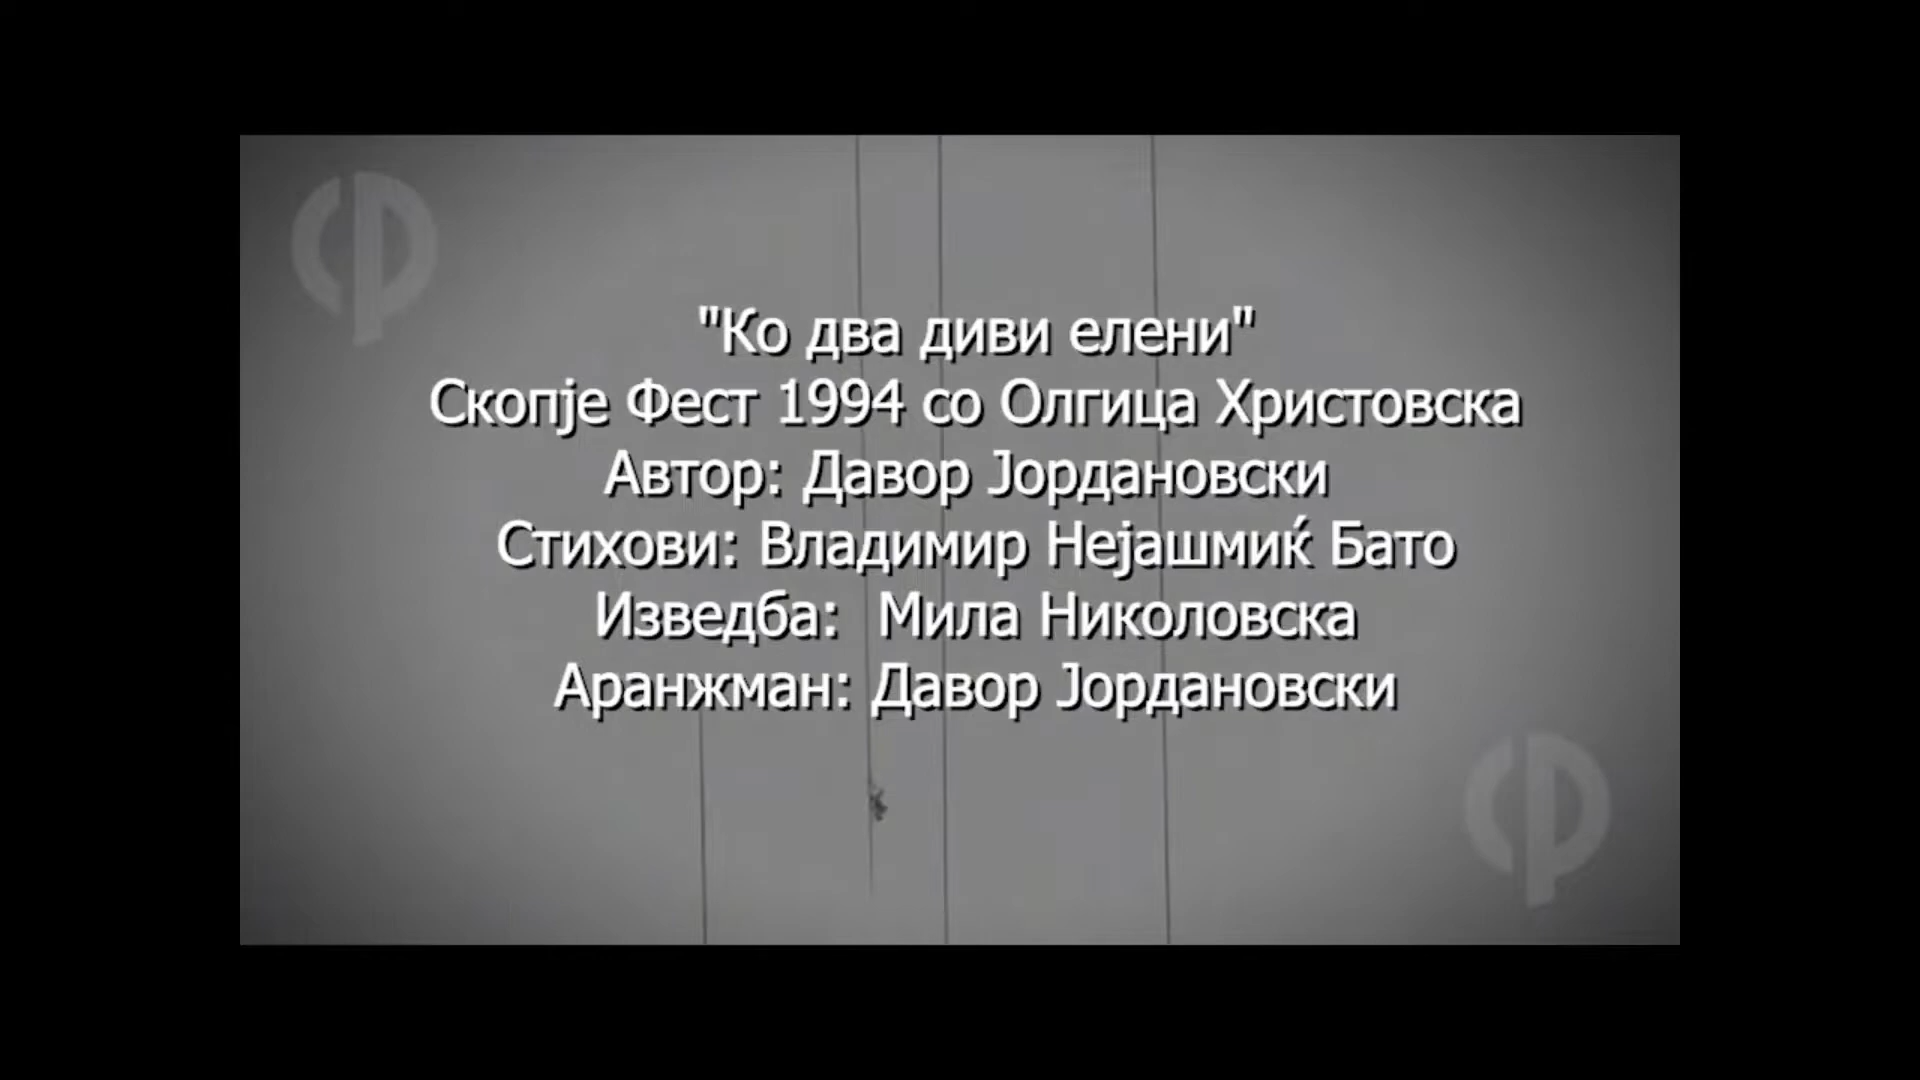 "Ко два диви елени"
Скопје Фест 1994 со Олгица Христовска
Автор: Давор Јордановски
Стихови: Владимир Нејашмиќ Бато
Изведба:  Мила Николовска
Аранжман: Давор Јордановски